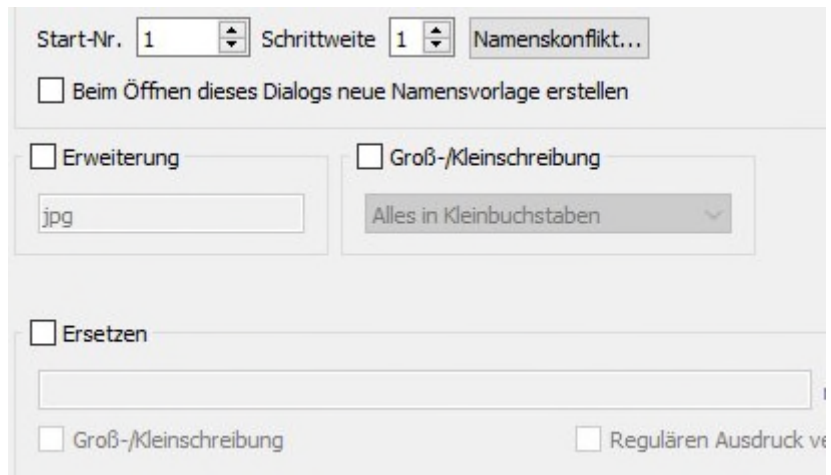 Start-Nr. 1 Schrittweite 1 Namenskonflikt...
Beim Öffnen dieses Dialogs neue Namensvorlage erstellen
Erweiterung Groß-/Kleinschreibung
jpg Alles in Kleinbuchstaben
Ersetzen
Groß-/Kleinschreibung Regulären Ausdruck